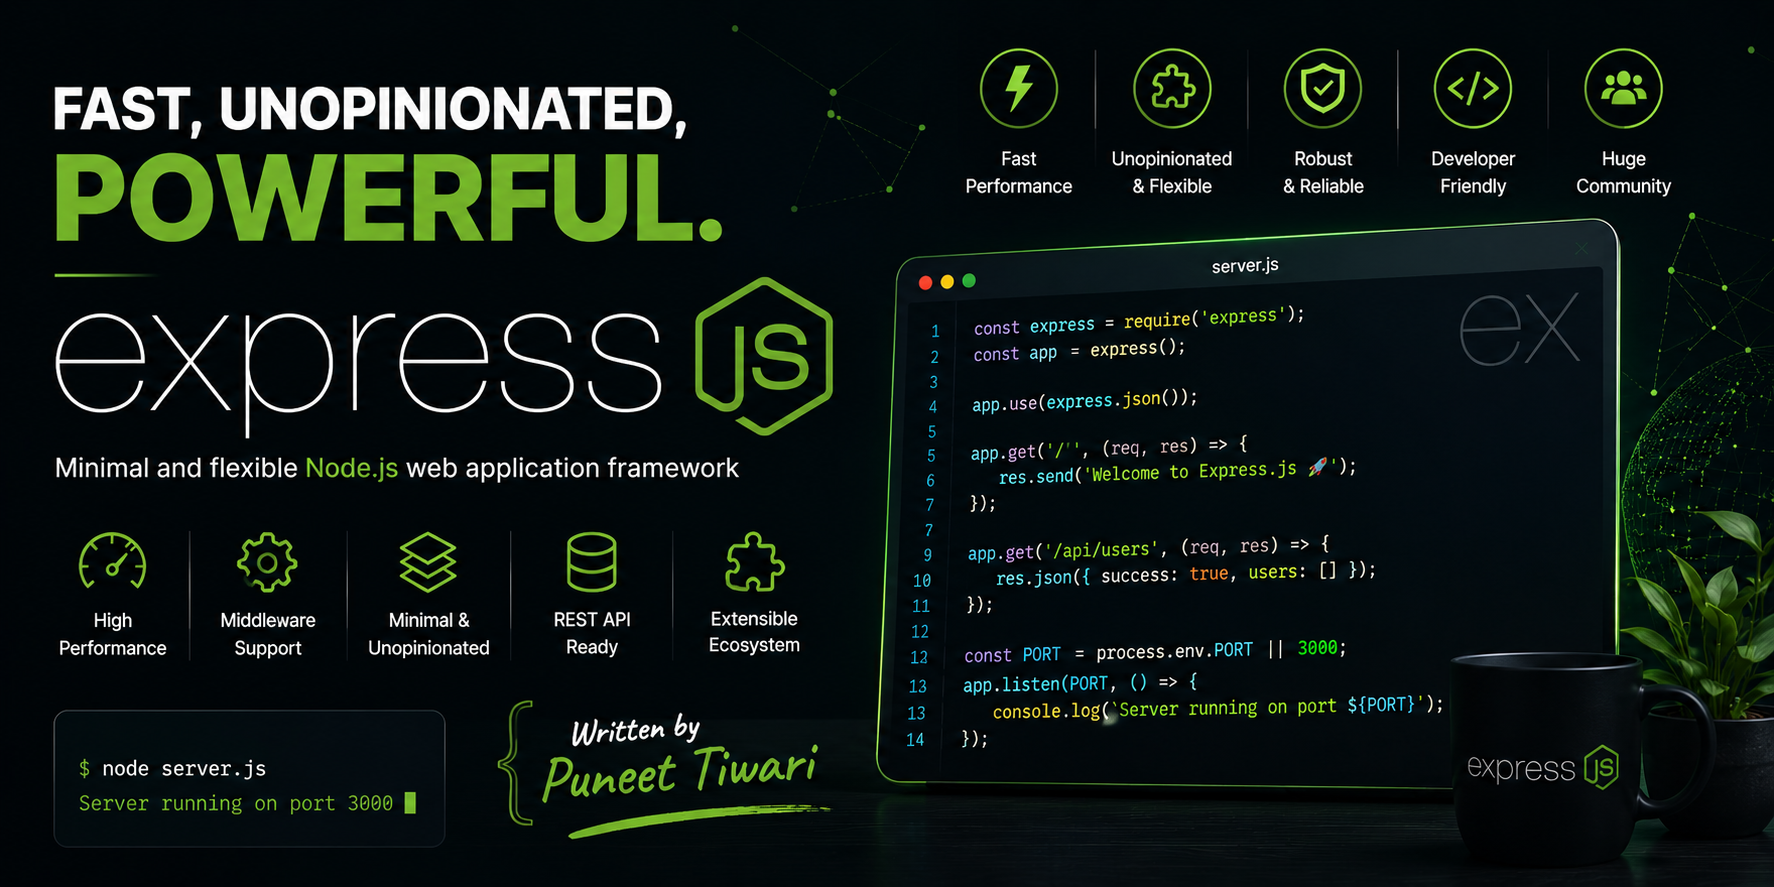 FAST, UNOPINIONATED,
POWERFUL.
express JS
Minimal and flexible Node.js web application framework
High
Performance
Middleware
Support
Minimal &
Unopinionated
REST API
Ready
Extensible
Ecosystem
$ node server.js
Server running on port 3000
Written by
Puneet Tiwari
Fast
Performance
Unopinionated
& Flexible
Robust
& Reliable
</>
Developer
Friendly
Huge
Community
server.js
ex
1 const express = require('express');
2 const app = express();
3
4 app.use(express.json());
5
5 app.get('/'', (req, res) => {
6 res.send('Welcome to Express.js 🚀');
7 });
7
9 app.get('/api/users', (req, res) => {
10 res.json({ success: true, users: [] });
11 });
12
12 const PORT = process.env.PORT || 3000;
13 app.listen(PORT, () => {
13 console.log(`Server running on port ${PORT}');
14 });
express JS